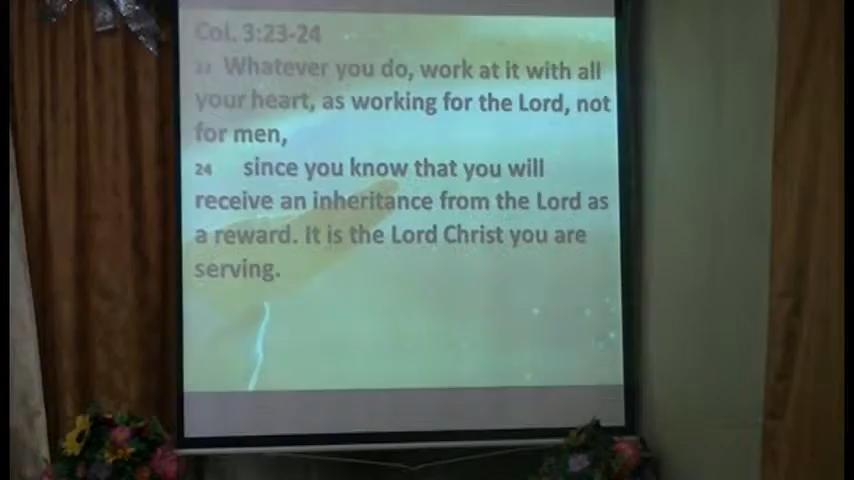 Col. 3:23-24
23 Whatever you do, work at it with all
your heart, as working for the Lord, not
for men,
24 since you know that you will
receive an inheritance from the Lord as
a reward. It is the Lord Christ you are
serving.